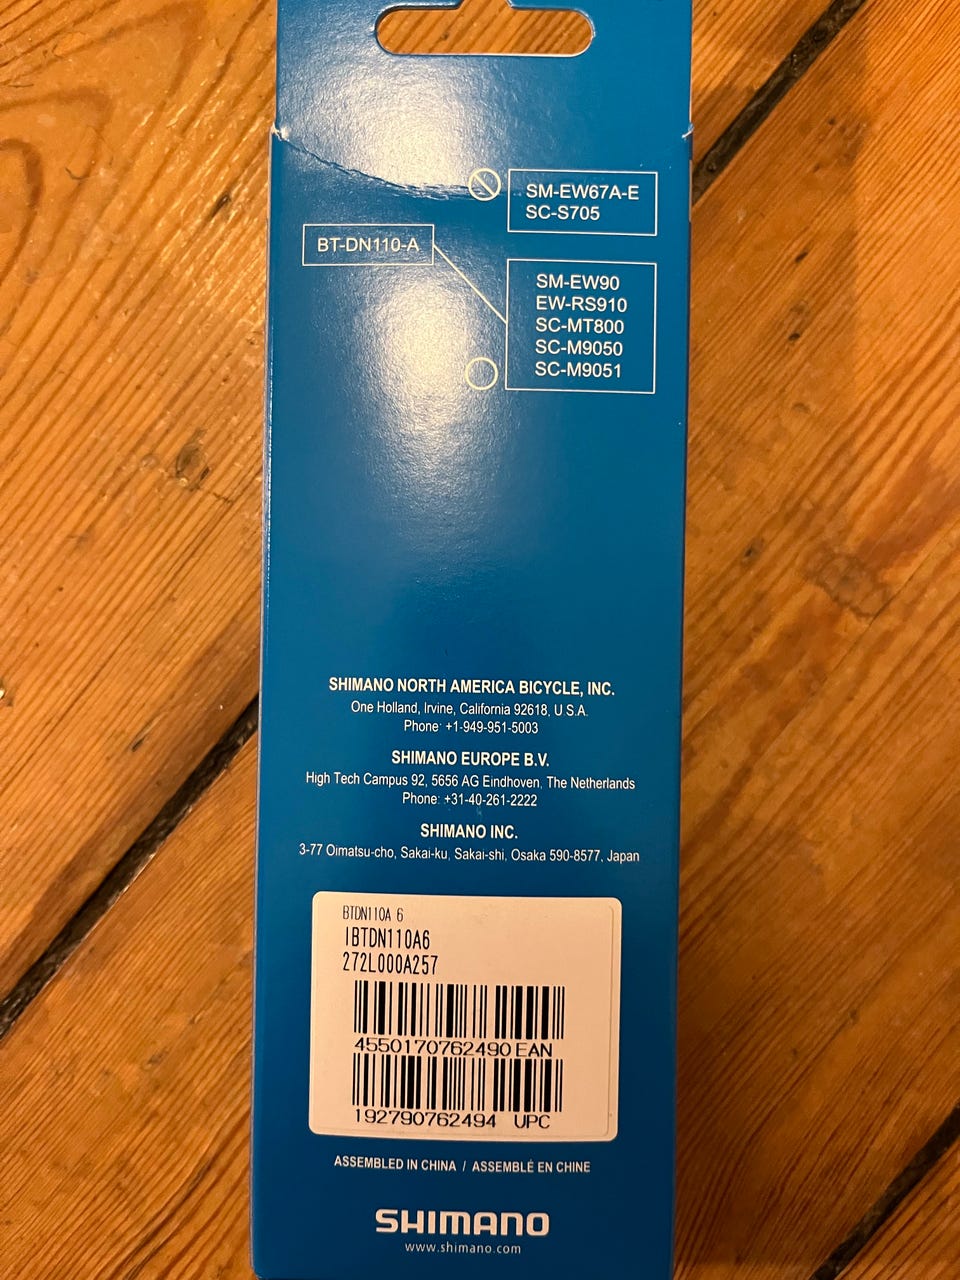 SM-EW67A-E
SC-S705
BT-DN110-A
SM-EW90
EW-RS910
SC-MT800
SC-M9050
SC-M9051
SHIMANO NORTH AMERICA BICYCLE, INC.
One Holland, Irvine, California 92618, U.S.A.
Phone: +1-949-951-5003
SHIMANO EUROPE B.V.
High Tech Campus 92, 5656 AG Eindhoven, The Netherlands
Phone: +31-40-261-2222
SHIMANO INC.
3-77 Oimatsu-cho, Sakai-ku, Sakai-shi, Osaka 590-8577, Japan
BTDN110A 6
IBTDN110A6
272L000A257
4550170762490 EAN
192790762494 UPC
ASSEMBLED IN CHINA / ASSEMBLÉ EN CHINE
SHIMANO
www.shimano.com